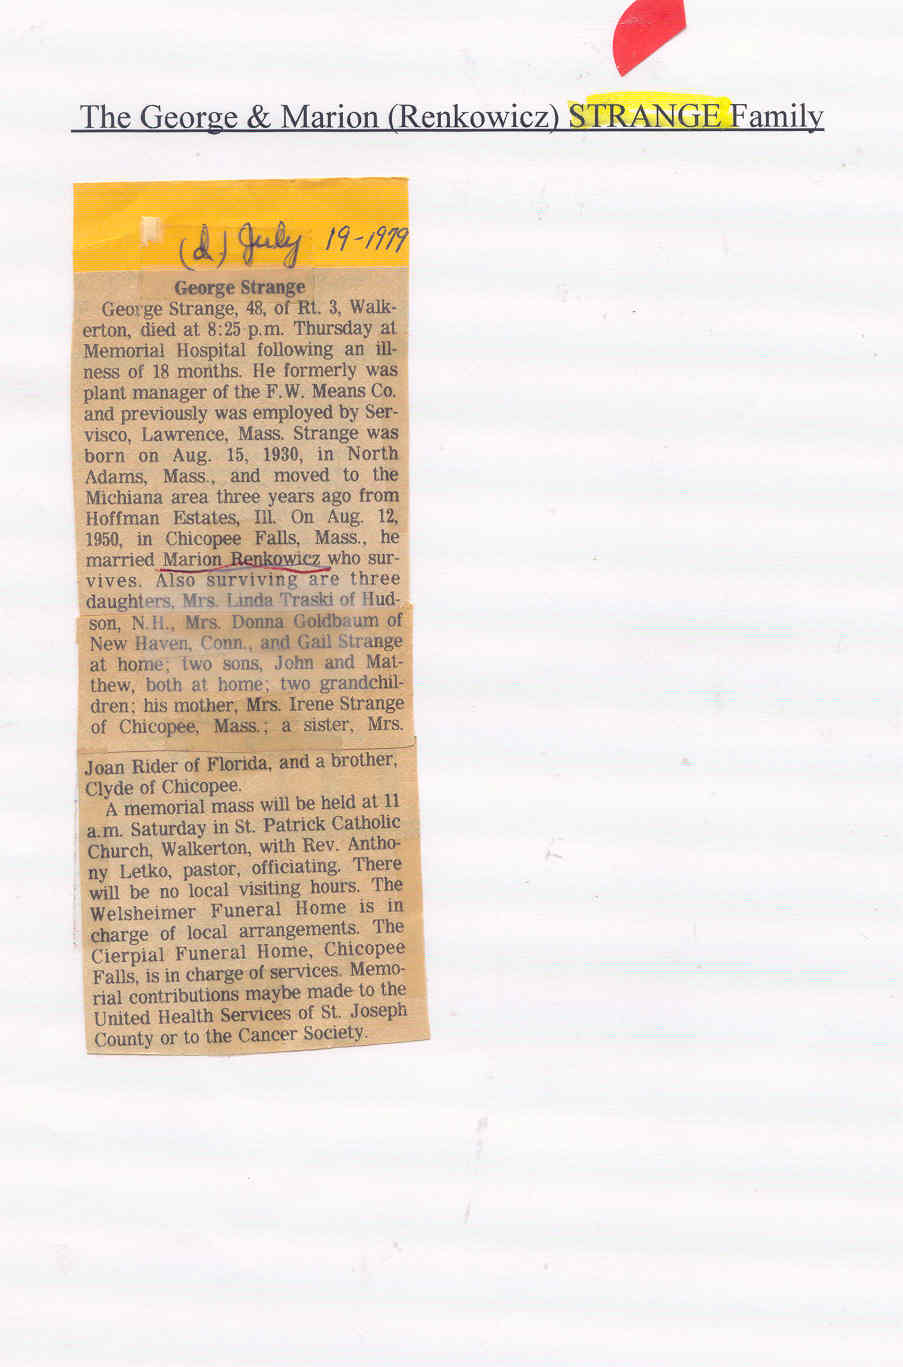 The George & Marion (Renkowicz) STRANGE Family
(d) July 19-1979
George Strange
George Strange, 48, of Rt. 3, Walk-
erton, died at 8:25 p.m. Thursday at
Memorial Hospital following an ill-
ness of 18 months. He formerly was
plant manager of the F.W. Means Co.
and previously was employed by Ser-
visco, Lawrence, Mass. Strange was
born on Aug. 15, 1930, in North
Adams, Mass., and moved to the
Michiana area three years ago from
Hoffman Estates, Ill. On Aug. 12,
1950, in Chicopee Falls, Mass., he
married Marion Renkowicz who sur-
vives. Also surviving are three
daughters, Mrs. Linda Traski of Hud-
son, N.H., Mrs. Donna Goldbaum of
New Haven, Conn., and Gail Strange
at home; two sons, John and Mat-
thew, both at home; two grandchil-
dren; his mother, Mrs. Irene Strange
of Chicopee, Mass.; a sister, Mrs.
Joan Rider of Florida, and a brother,
Clyde of Chicopee.
A memorial mass will be held at 11
a.m. Saturday in St. Patrick Catholic
Church, Walkerton, with Rev. Antho-
ny Letko, pastor, officiating. There
will be no local visiting hours. The
Welsheimer Funeral Home is in
charge of local arrangements. The
Cierpial Funeral Home, Chicopee
Falls, is in charge of services. Memo-
rial contributions maybe made to the
United Health Services of St. Joseph
County or to the Cancer Society.